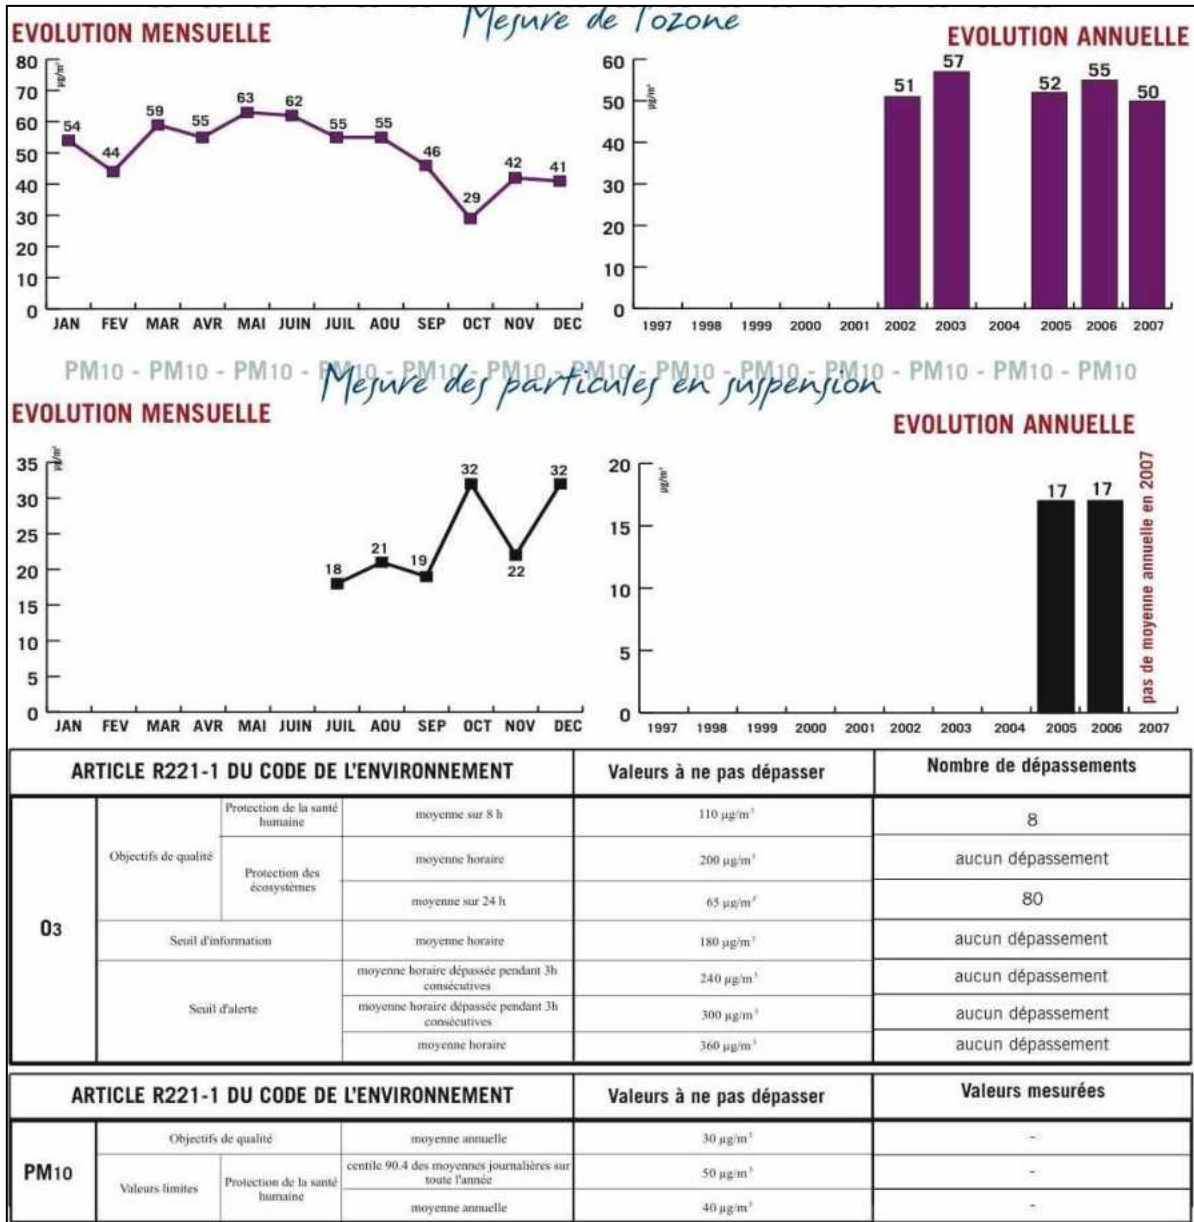 Mesure de l'ozone
EVOLUTION MENSUELLE
EVOLUTION ANNUELLE
80
70
60
50
40
30
20
10
0
µg/m³
54
44
59
55
63
62
55
55
46
29
42
41
JAN FEV MAR AVR MAI JUIN JUIL AOU SEP OCT NOV DEC
60
50
40
30
20
10
0
µg/m³
51
57
52
55
50
1997 1998 1999 2000 2001 2002 2003 2004 2005 2006 2007
PM10 - PM10 - PM10 - PM10 - PM10 - PM10 - PM10 - PM10 - PM10 - PM10 - PM10 - PM10 - PM10
Mesure des particules en suspension
EVOLUTION MENSUELLE
EVOLUTION ANNUELLE
35
30
25
20
15
10
5
0
µg/m³
18
21
19
32
22
32
JAN FEV MAR AVR MAI JUIN JUIL AOU SEP OCT NOV DEC
20
15
10
5
0
µg/m³
17
17
pas de moyenne annuelle en 2007
1997 1998 1999 2000 2001 2002 2003 2004 2005 2006 2007
ARTICLE R221-1 DU CODE DE L'ENVIRONNEMENT Valeurs à ne pas dépasser Nombre de dépassements
O3
Objectifs de qualité
Protection de la santé
humaine
moyenne sur 8 h 110 µg/m³ 8
Protection des
écosystèmes
moyenne horaire 200 µg/m³ aucun dépassement
moyenne sur 24 h 65 µg/m³ 80
Seuil d'information moyenne horaire 180 µg/m³ aucun dépassement
Seuil d'alerte
moyenne horaire dépassée pendant 3h
consécutives
240 µg/m³ aucun dépassement
moyenne horaire dépassée pendant 3h
consécutives
300 µg/m³ aucun dépassement
moyenne horaire 360 µg/m³ aucun dépassement
ARTICLE R221-1 DU CODE DE L'ENVIRONNEMENT Valeurs à ne pas dépasser Valeurs mesurées
PM10
Objectifs de qualité moyenne annuelle 30 µg/m³ -
Valeurs limites
Protection de la santé
humaine
centile 90.4 des moyennes journalières sur
toute l'année
50 µg/m³ -
moyenne annuelle 40 µg/m³ -